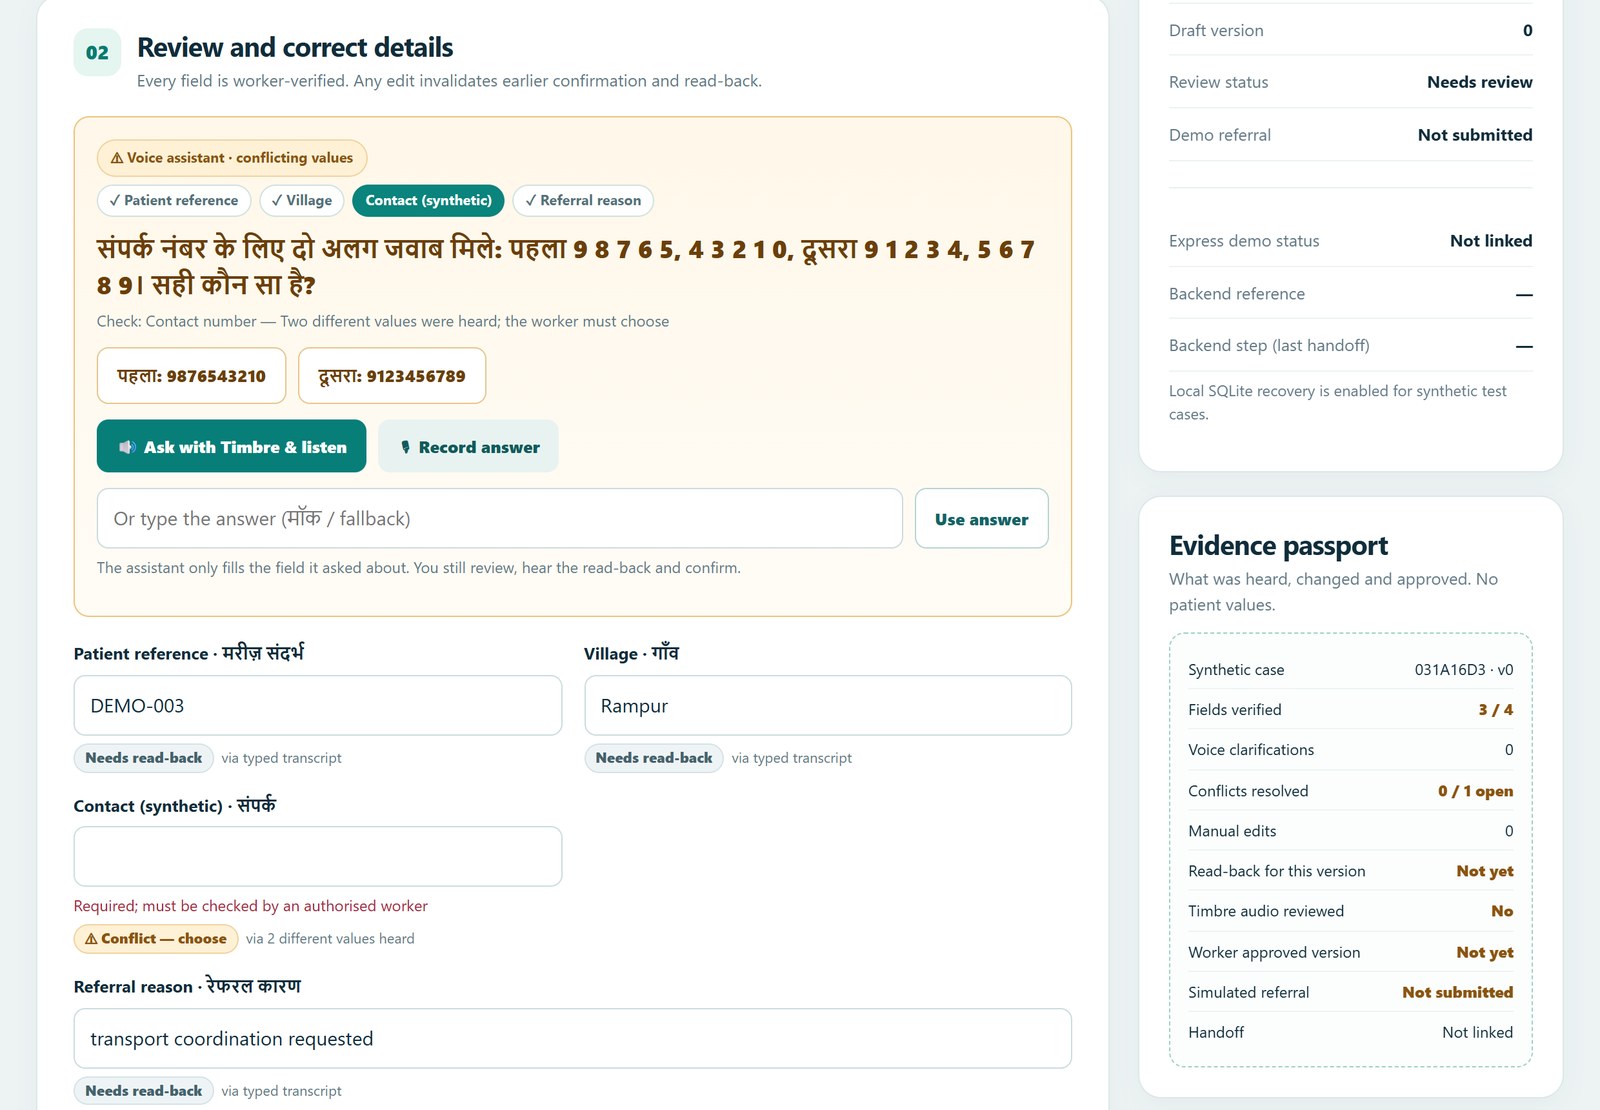 02
Review and correct details
Every field is worker-verified. Any edit invalidates earlier confirmation and read-back.
⚠ Voice assistant · conflicting values
✓ Patient reference
✓ Village
Contact (synthetic)
✓ Referral reason
संपर्क नंबर के लिए दो अलग जवाब मिले: पहला 9 8 7 6 5, 4 3 2 1 0, दूसरा 9 1 2 3 4, 5 6 7
8 9। सही कौन सा है?
Check: Contact number — Two different values were heard; the worker must choose
पहला: 9876543210
दूसरा: 9123456789
🔊 Ask with Timbre & listen
🎙 Record answer
Or type the answer (मॉक / fallback)
Use answer
The assistant only fills the field it asked about. You still review, hear the read-back and confirm.
Patient reference · मरीज़ संदर्भ
DEMO-003
Needs read-back via typed transcript
Village · गाँव
Rampur
Needs read-back via typed transcript
Contact (synthetic) · संपर्क
Required; must be checked by an authorised worker
⚠ Conflict — choose via 2 different values heard
Referral reason · रेफरल कारण
transport coordination requested
Needs read-back via typed transcript
Draft version 0
Review status Needs review
Demo referral Not submitted
Express demo status Not linked
Backend reference —
Backend step (last handoff) —
Local SQLite recovery is enabled for synthetic test
cases.
Evidence passport
What was heard, changed and approved. No
patient values.
Synthetic case 031A16D3 · v0
Fields verified 3 / 4
Voice clarifications 0
Conflicts resolved 0 / 1 open
Manual edits 0
Read-back for this version Not yet
Timbre audio reviewed No
Worker approved version Not yet
Simulated referral Not submitted
Handoff Not linked